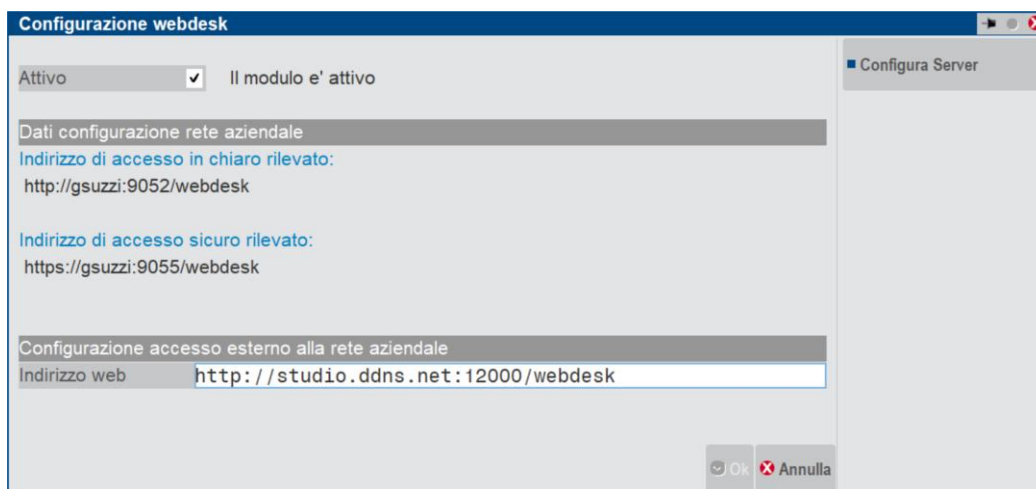 Configurazione webdesk
Attivo Il modulo e' attivo
Configura Server
Dati configurazione rete aziendale
Indirizzo di accesso in chiaro rilevato:
http://gsuzzi:9052/webdesk
Indirizzo di accesso sicuro rilevato:
https://gsuzzi:9055/webdesk
Configurazione accesso esterno alla rete aziendale
Indirizzo web http://studio.ddns.net:12000/webdesk
Ok Annulla